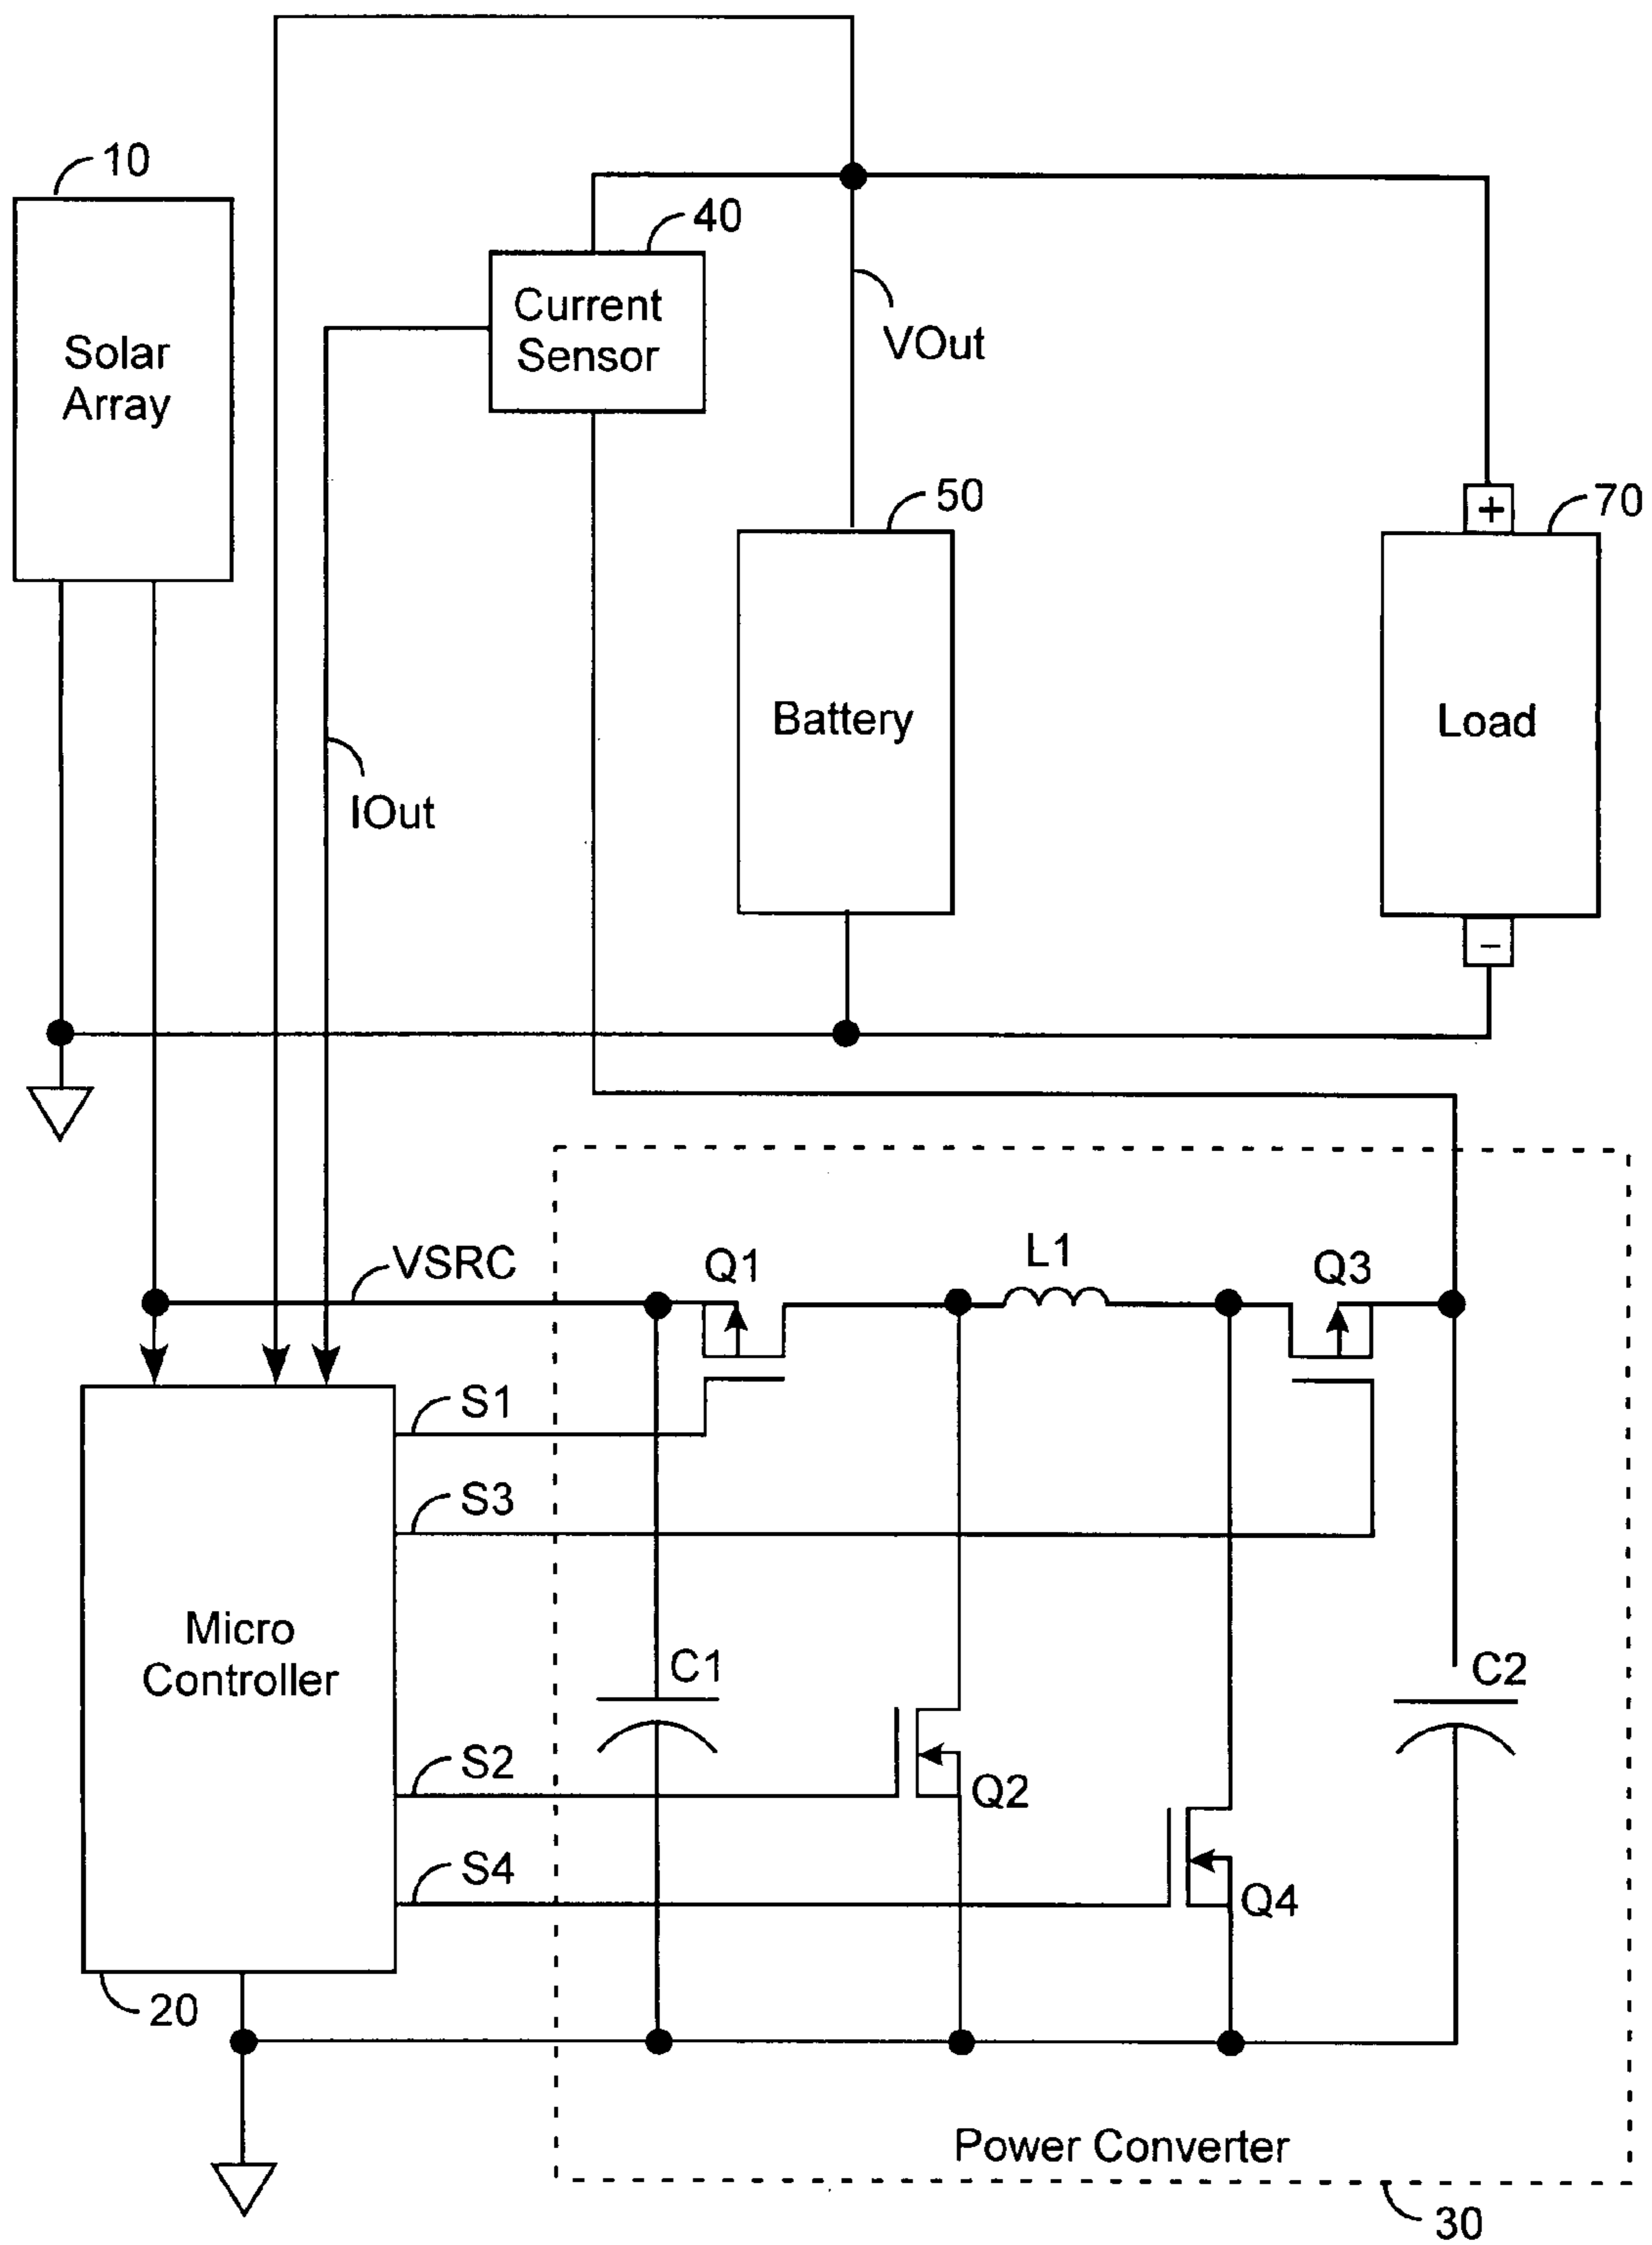 10
Solar
Array
40
Current
Sensor
VOut
50
Battery
+
70
Load
–
IOut
VSRC
Q1
L1
Q3
S1
S3
Micro
Controller
C1
C2
S2
Q2
S4
Q4
20
Power Converter
30